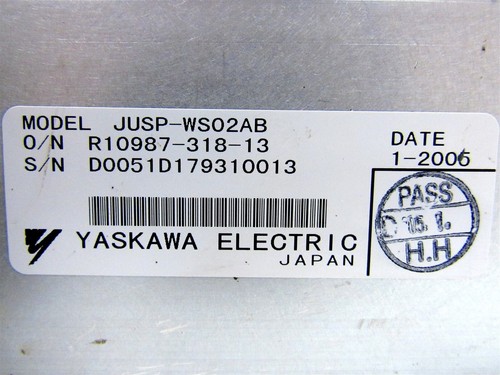 MODEL JUSP-WS02AB
O/N R10987-318-13
S/N D0051D179310013
DATE
1-2006
YASKAWA ELECTRIC
JAPAN
PASS
H.H